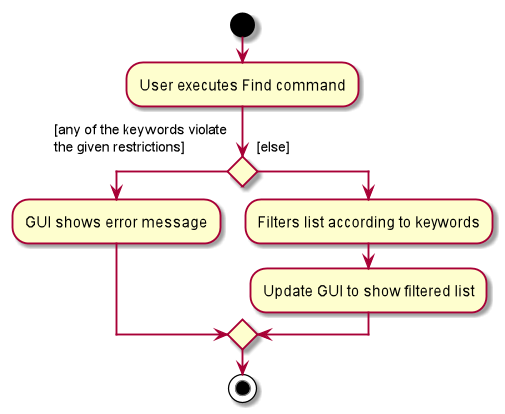 User executes Find command
[any of the keywords violate
the given restrictions]
[else]
GUI shows error message
Filters list according to keywords
Update GUI to show filtered list